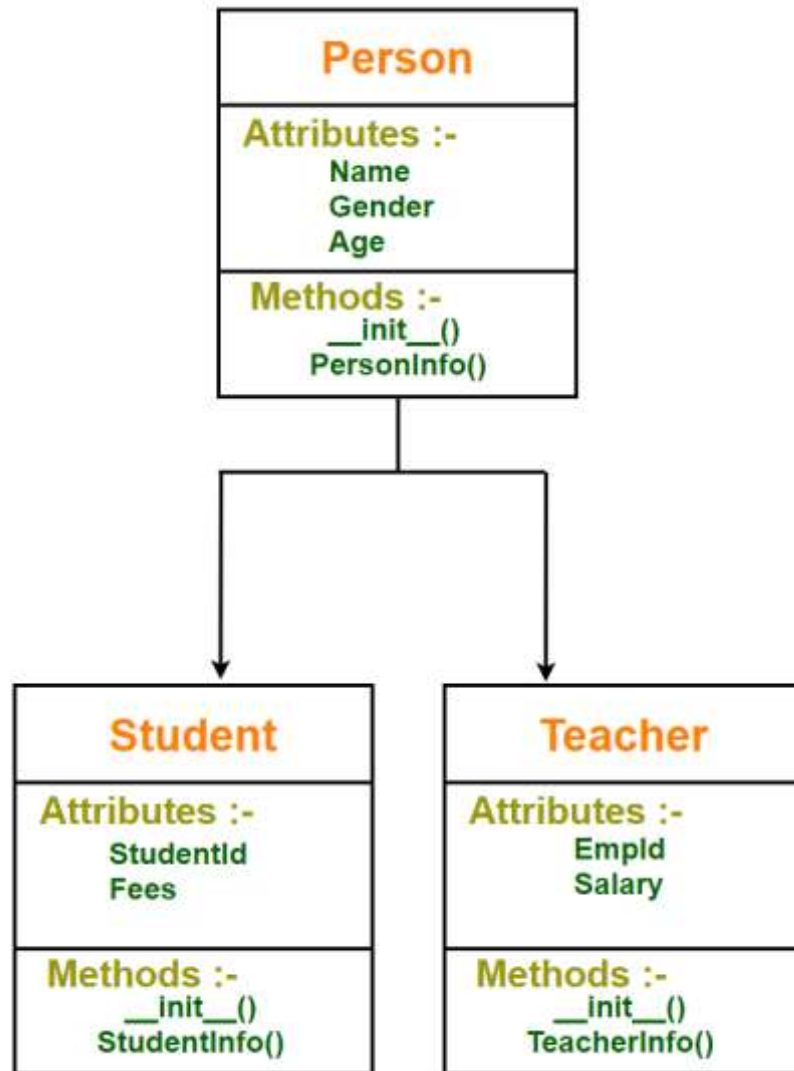 Person
Attributes :-
Name
Gender
Age
Methods :-
__init__()
PersonInfo()
Student
Attributes :-
StudentId
Fees
Methods :-
__init__()
StudentInfo()
Teacher
Attributes :-
EmpId
Salary
Methods :-
__init__()
TeacherInfo()